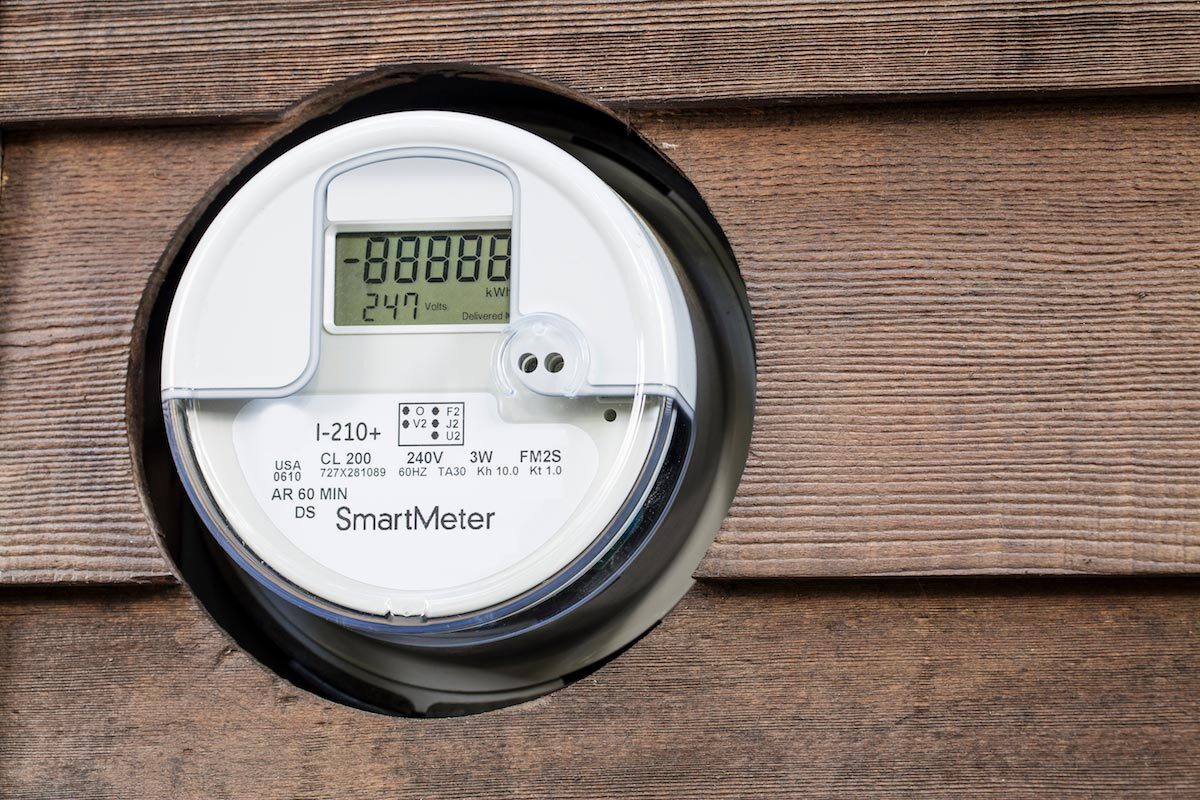 -88888
kWh
247 Volts
Delivered
O F2
V2 J2
U2
I-210+
CL 200 240V 3W FM2S
USA 727X281089 60HZ TA30 Kh 10.0 Kt 1.0
0610
AR 60 MIN
DS
SmartMeter